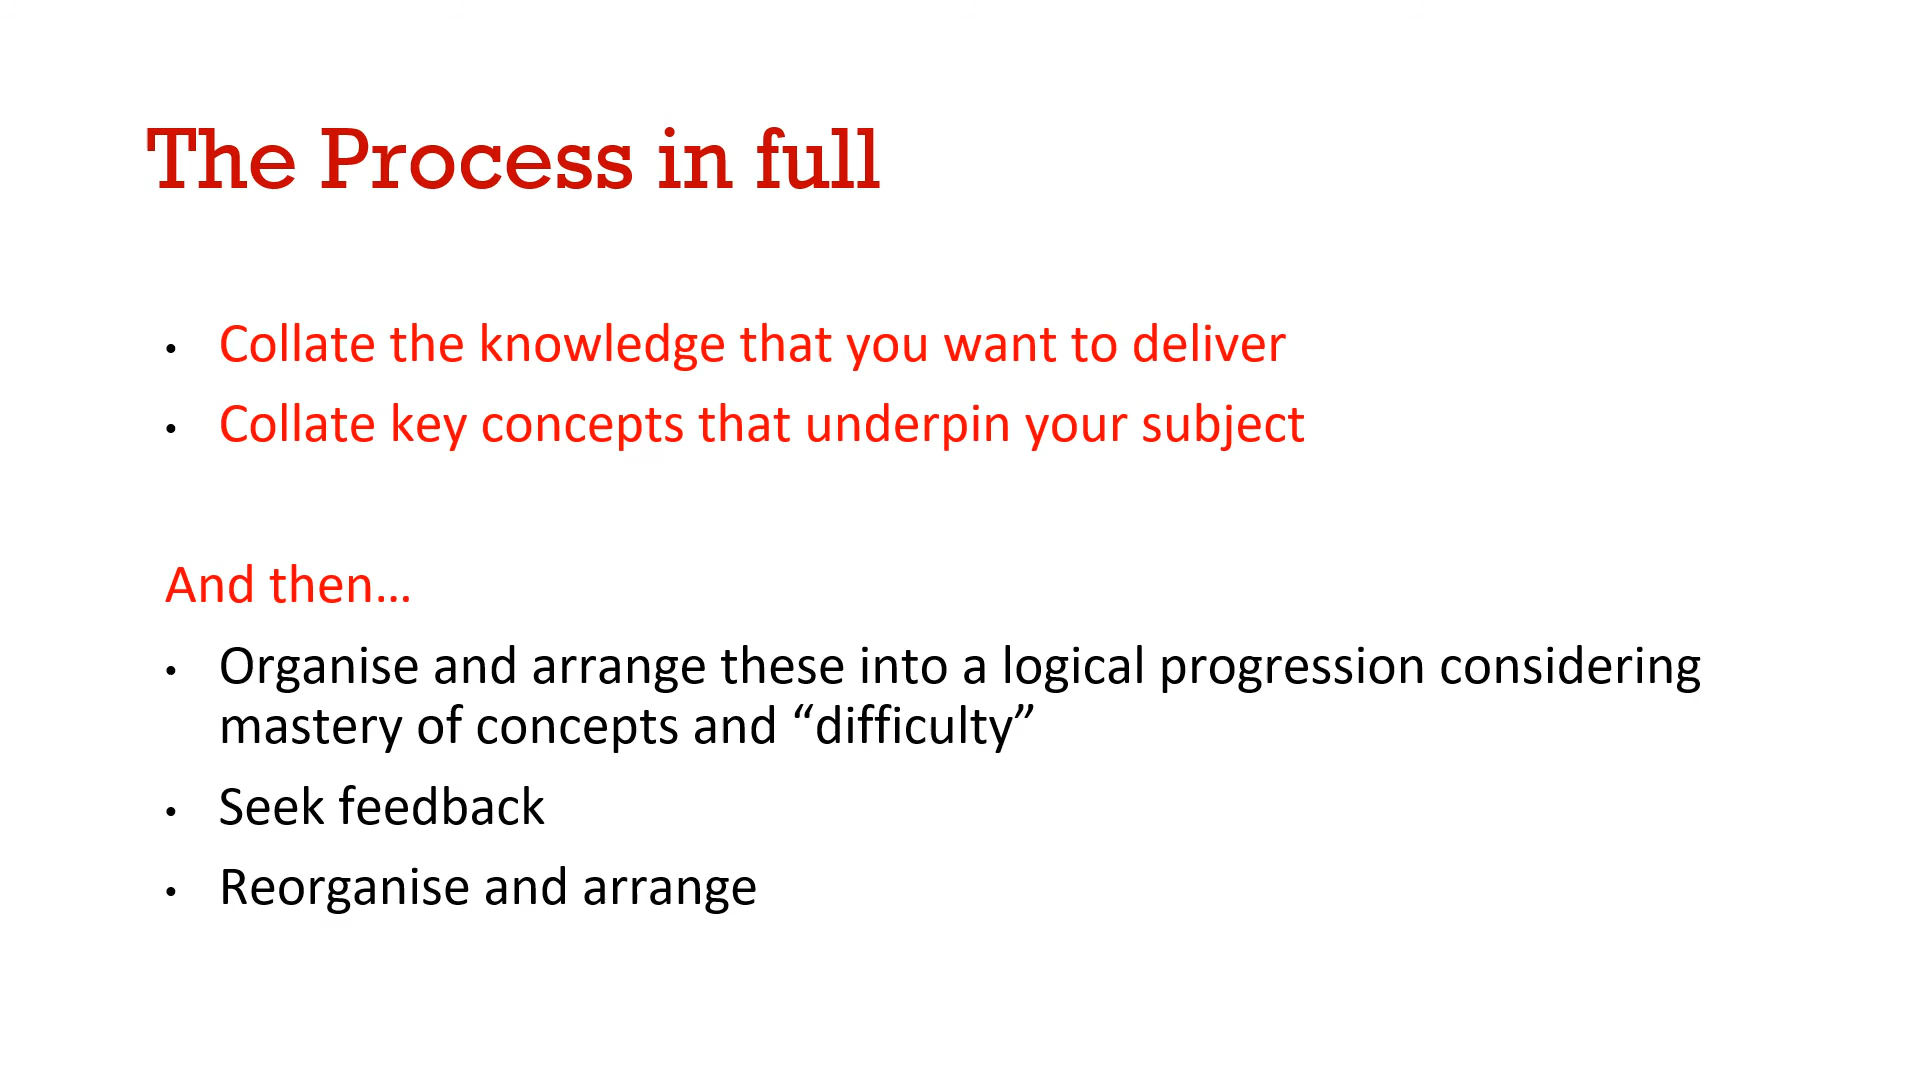 The Process in full
• Collate the knowledge that you want to deliver
• Collate key concepts that underpin your subject
And then…
• Organise and arrange these into a logical progression considering
mastery of concepts and “difficulty”
• Seek feedback
• Reorganise and arrange